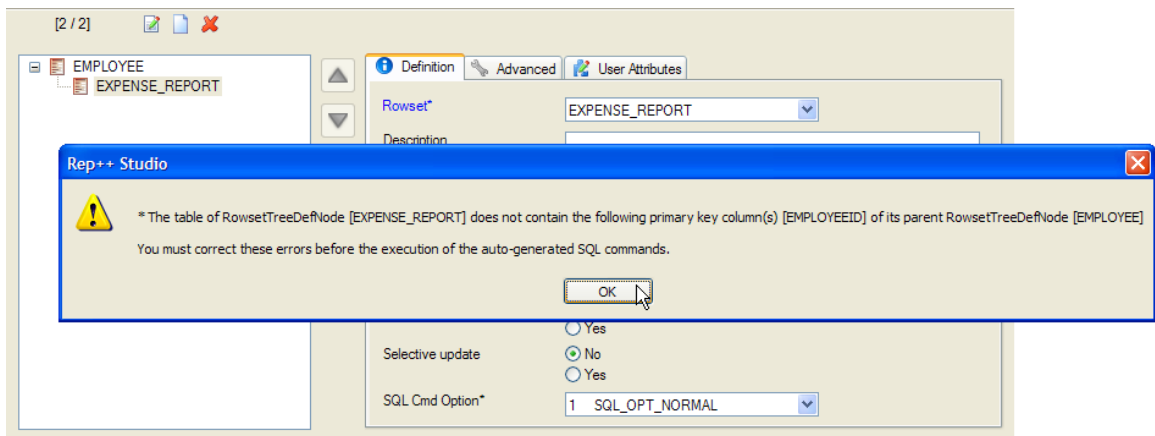 [2 / 2]
EMPLOYEE
EXPENSE_REPORT
Definition
Advanced
User Attributes
Rowset*
EXPENSE_REPORT
Description
Rep++ Studio
* The table of RowsetTreeDefNode [EXPENSE_REPORT] does not contain the following primary key column(s) [EMPLOYEEID] of its parent RowsetTreeDefNode [EMPLOYEE]
You must correct these errors before the execution of the auto-generated SQL commands.
OK
Yes
Selective update
No
Yes
SQL Cmd Option*
1 SQL_OPT_NORMAL